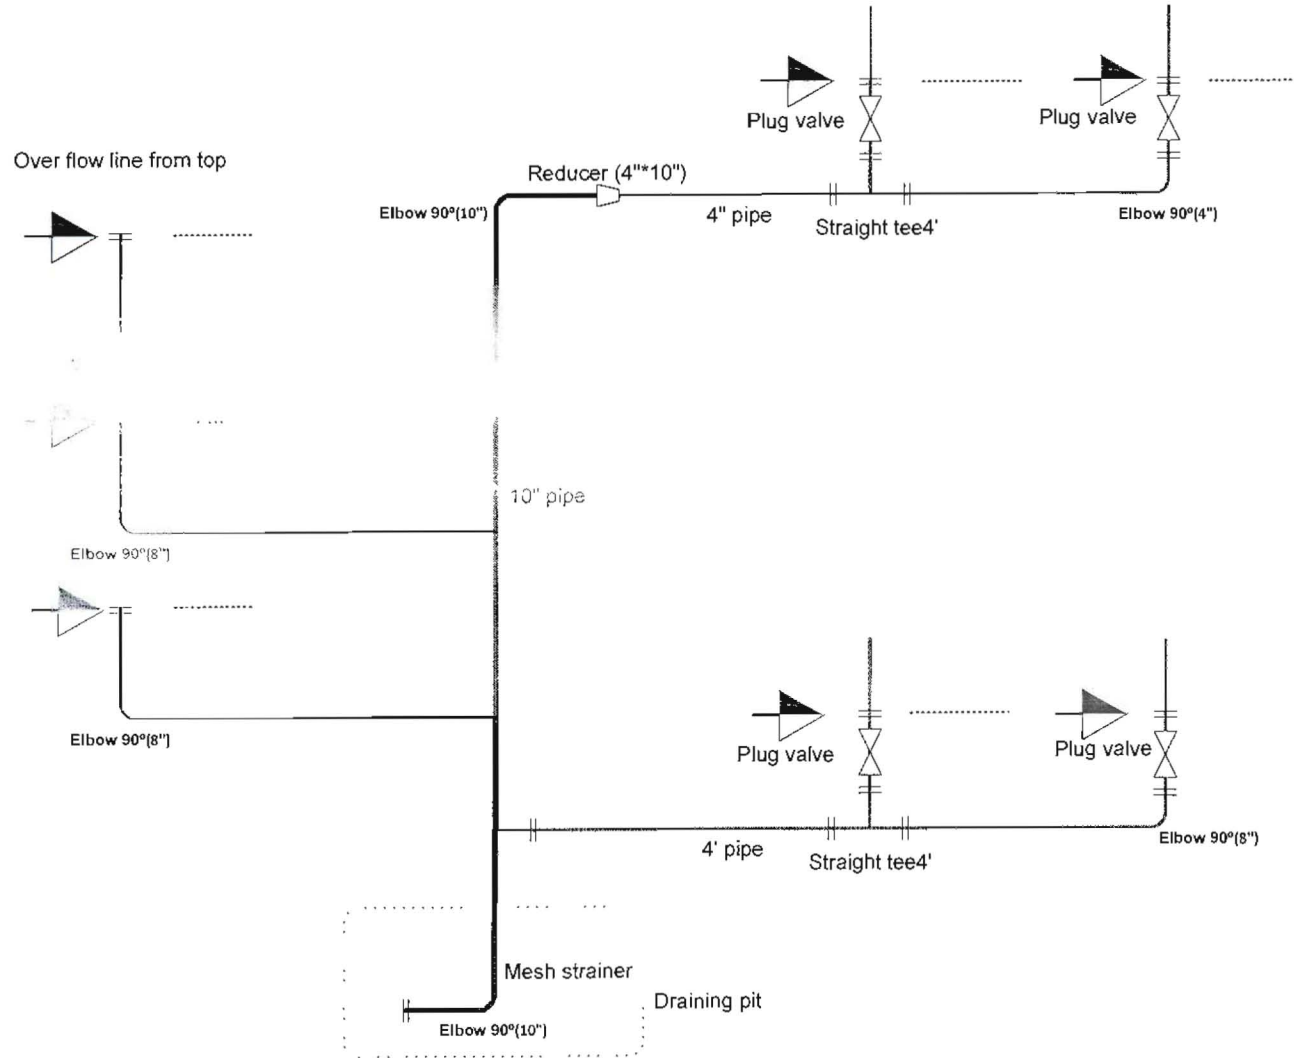 Plug valve
Plug valve
Over flow line from top
Reducer (4"*10")
Elbow 90º(10")
4" pipe
Straight tee4'
Elbow 90º(4")
10" pipe
Elbow 90º(8")
Elbow 90º(8")
Plug valve
Plug valve
4' pipe
Straight tee4'
Elbow 90º(8")
Mesh strainer
Draining pit
Elbow 90º(10")